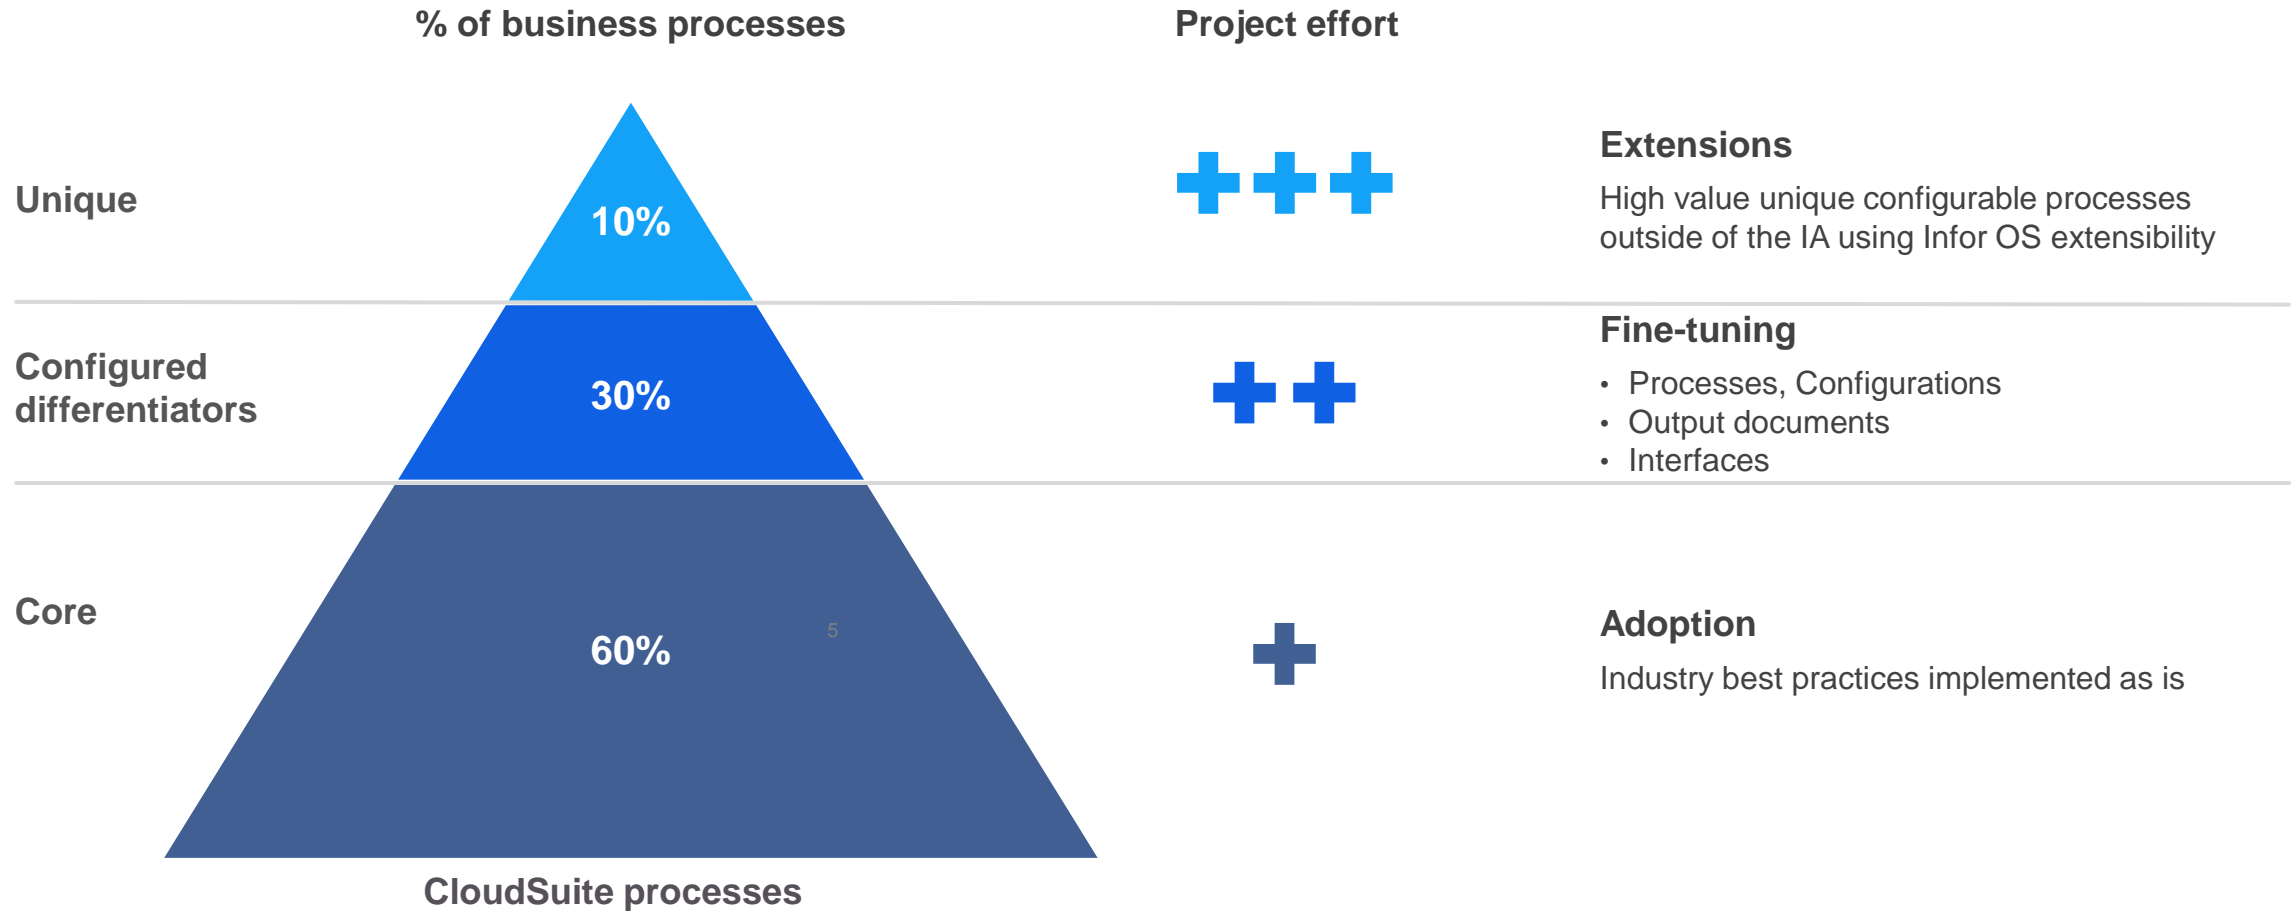 % of business processes
Project effort
Unique
10%
Extensions
High value unique configurable processes
outside of the IA using Infor OS extensibility
Configured
differentiators
30%
Fine-tuning
• Processes, Configurations
• Output documents
• Interfaces
Core
60%
5
Adoption
Industry best practices implemented as is
CloudSuite processes